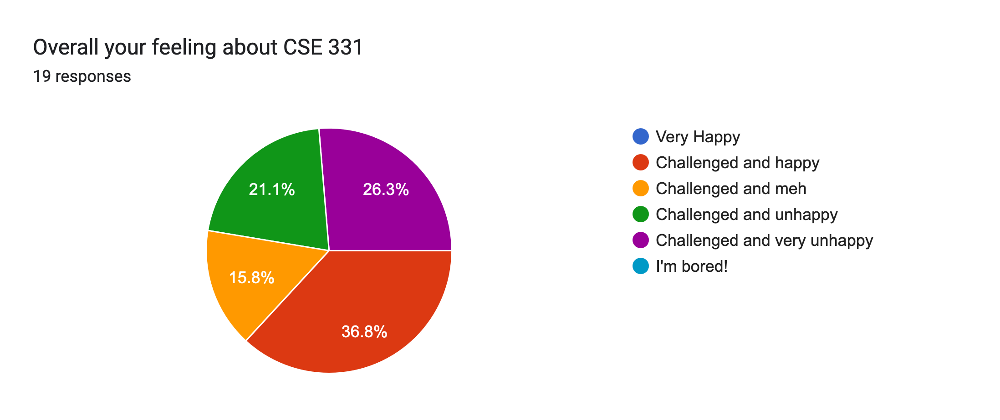 Overall your feeling about CSE 331
19 responses
21.1%
26.3%
15.8%
36.8%
Very Happy
Challenged and happy
Challenged and meh
Challenged and unhappy
Challenged and very unhappy
I'm bored!